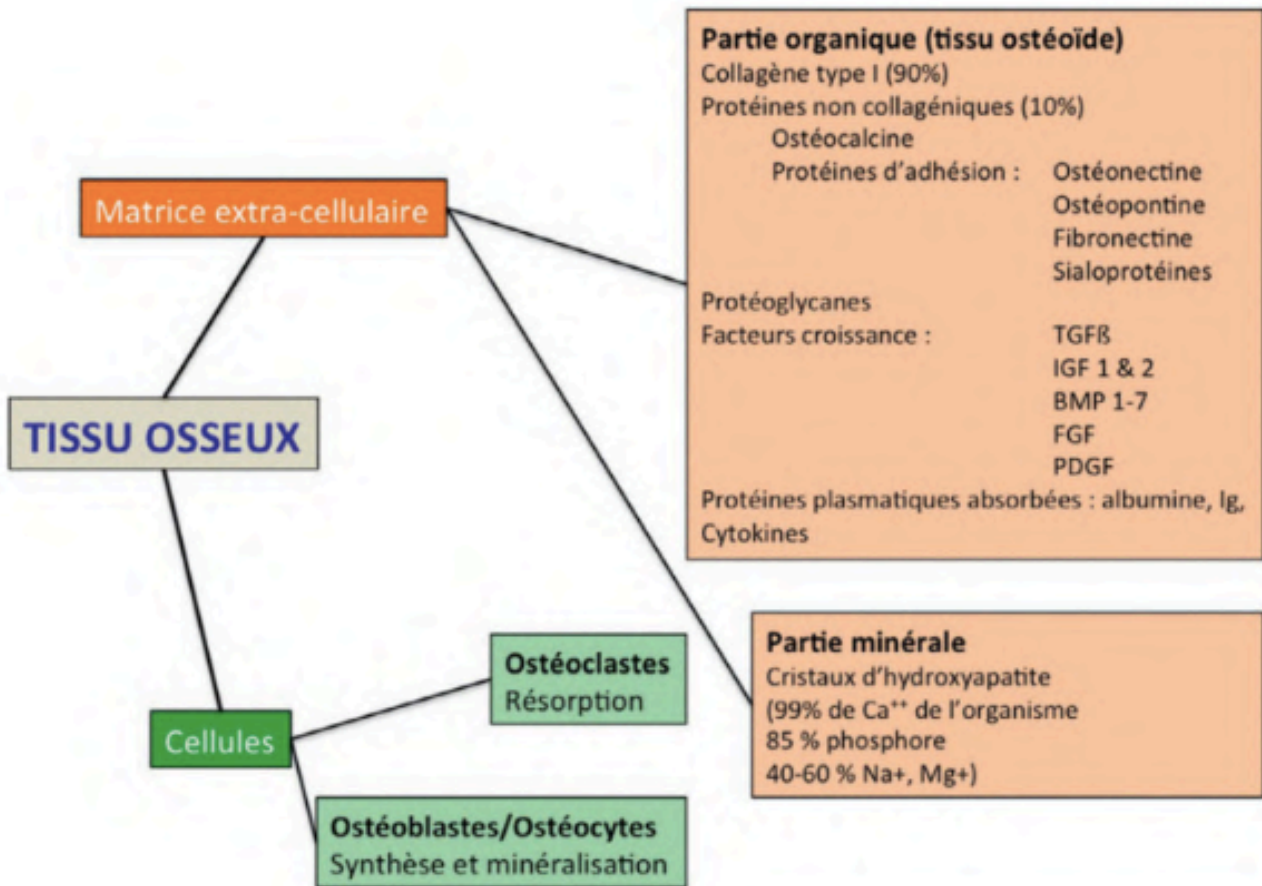 Partie organique (tissu ostéoïde)
Collagène type I (90%)
Protéines non collagéniques (10%)
Ostéocalcine
Protéines d'adhésion : Ostéonectine
Ostéopontine
Fibronectine
Sialoprotéines
Protéoglycanes
Facteurs croissance : TGFß
IGF 1 & 2
BMP 1-7
FGF
PDGF
Protéines plasmatiques absorbées : albumine, Ig,
Cytokines
Matrice extra-cellulaire
TISSU OSSEUX
Partie minérale
Cristaux d'hydroxyapatite
(99% de Ca⁺⁺ de l'organisme
85 % phosphore
40-60 % Na+, Mg+)
Ostéoclastes
Résorption
Cellules
Ostéoblastes/Ostéocytes
Synthèse et minéralisation